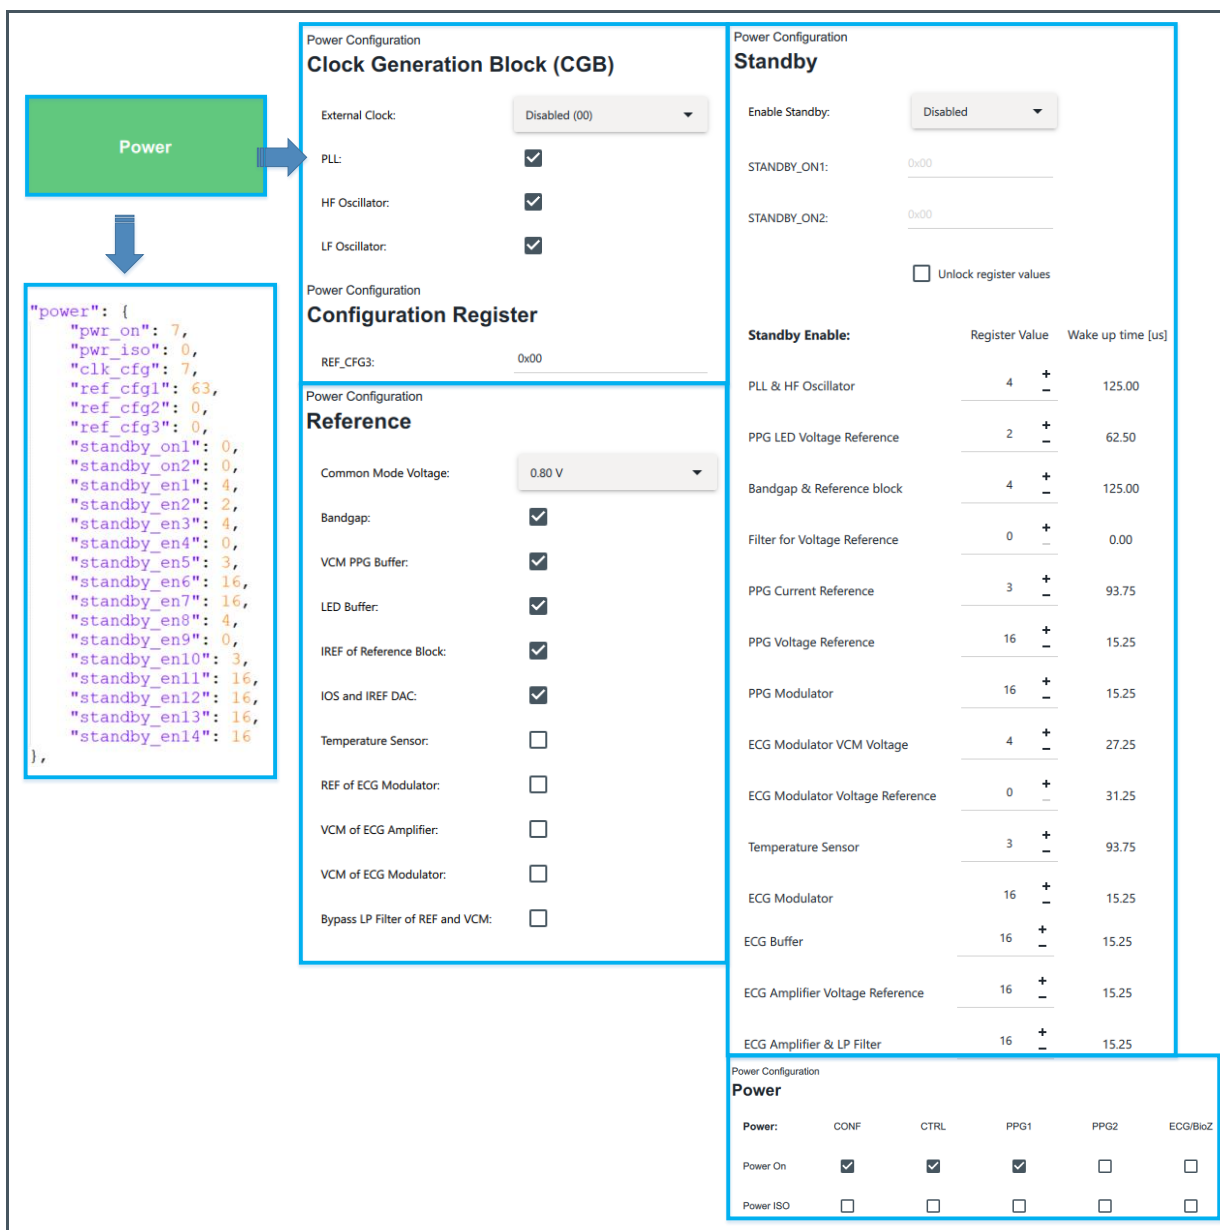 Power
"power": {
"pwr_on": 7,
"pwr_iso": 0,
"clk_cfg": 7,
"ref_cfg1": 63,
"ref_cfg2": 0,
"ref_cfg3": 0,
"standby_on1": 0,
"standby_on2": 0,
"standby_en1": 4,
"standby_en2": 2,
"standby_en3": 4,
"standby_en4": 0,
"standby_en5": 3,
"standby_en6": 16,
"standby_en7": 16,
"standby_en8": 4,
"standby_en9": 0,
"standby_en10": 3,
"standby_en11": 16,
"standby_en12": 16,
"standby_en13": 16,
"standby_en14": 16
},
Power Configuration
Clock Generation Block (CGB)
External Clock: Disabled (00)
PLL:
HF Oscillator:
LF Oscillator:
Power Configuration
Configuration Register
REF_CFG3: 0x00
Power Configuration
Reference
Common Mode Voltage: 0.80 V
Bandgap:
VCM PPG Buffer:
LED Buffer:
IREF of Reference Block:
IOS and IREF DAC:
Temperature Sensor:
REF of ECG Modulator:
VCM of ECG Amplifier:
VCM of ECG Modulator:
Bypass LP Filter of REF and VCM:
Power Configuration
Standby
Enable Standby: Disabled
STANDBY_ON1: 0x00
STANDBY_ON2: 0x00
Unlock register values
Standby Enable: Register Value Wake up time [us]
PLL & HF Oscillator 4 + − 125.00
PPG LED Voltage Reference 2 + − 62.50
Bandgap & Reference block 4 + − 125.00
Filter for Voltage Reference 0 + − 0.00
PPG Current Reference 3 + − 93.75
PPG Voltage Reference 16 + − 15.25
PPG Modulator 16 + − 15.25
ECG Modulator VCM Voltage 4 + − 27.25
ECG Modulator Voltage Reference 0 + − 31.25
Temperature Sensor 3 + − 93.75
ECG Modulator 16 + − 15.25
ECG Buffer 16 + − 15.25
ECG Amplifier Voltage Reference 16 + − 15.25
ECG Amplifier & LP Filter 16 + − 15.25
Power Configuration
Power
Power: CONF CTRL PPG1 PPG2 ECG/BioZ
Power On
Power ISO